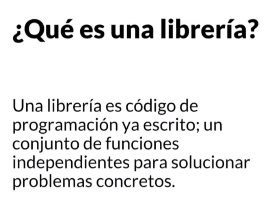 ¿Qué es una librería?
Una librería es código de
programación ya escrito; un
conjunto de funciones
independientes para solucionar
problemas concretos.